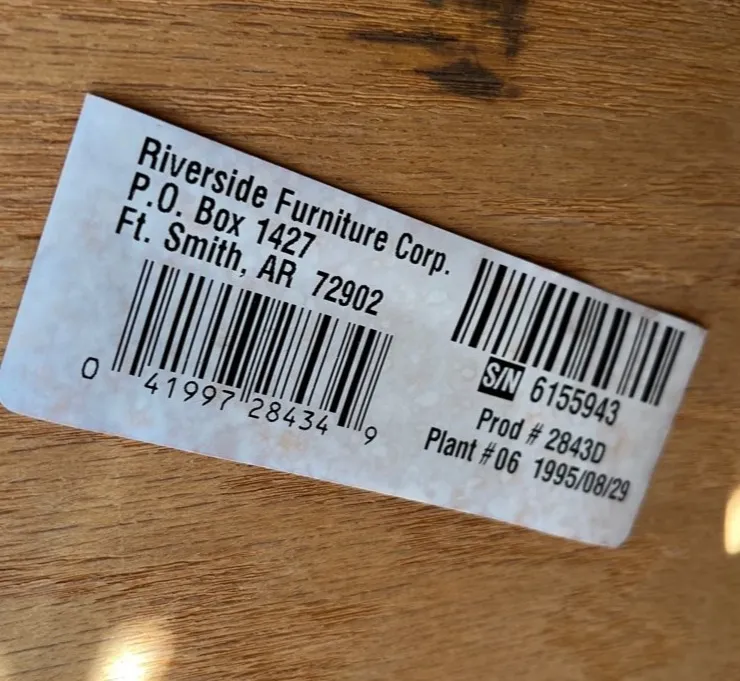 Riverside Furniture Corp.
P.O. Box 1427
Ft. Smith, AR 72902
0 41997 28434 9
S/N 6155943
Prod # 2843D
Plant #06 1995/08/29